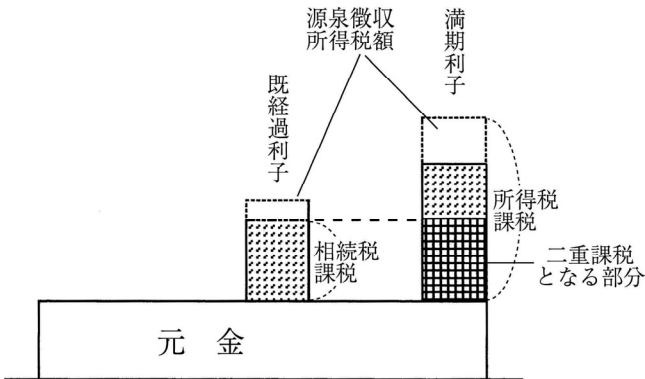 源泉徴収
所得税額
満期利子
既経過利子
所得税
課税
相続税
課税
二重課税
となる部分
元 金